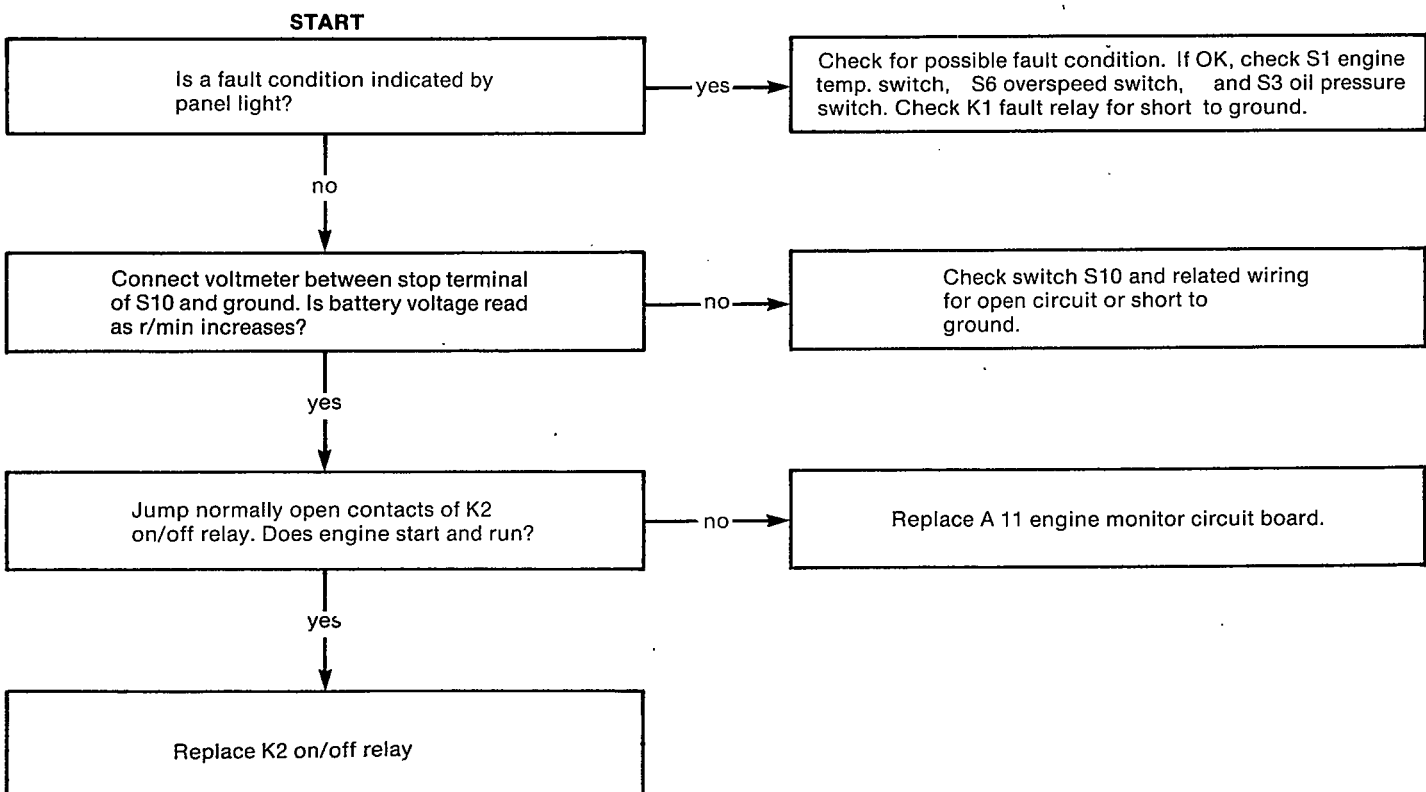 START
Is a fault condition indicated by
panel light?
yes
Check for possible fault condition. If OK, check S1 engine
temp. switch, S6 overspeed switch, and S3 oil pressure
switch. Check K1 fault relay for short to ground.
no
Connect voltmeter between stop terminal
of S10 and ground. Is battery voltage read
as r/min increases?
no
Check switch S10 and related wiring
for open circuit or short to
ground.
yes
Jump normally open contacts of K2
on/off relay. Does engine start and run?
no
Replace A 11 engine monitor circuit board.
yes
Replace K2 on/off relay